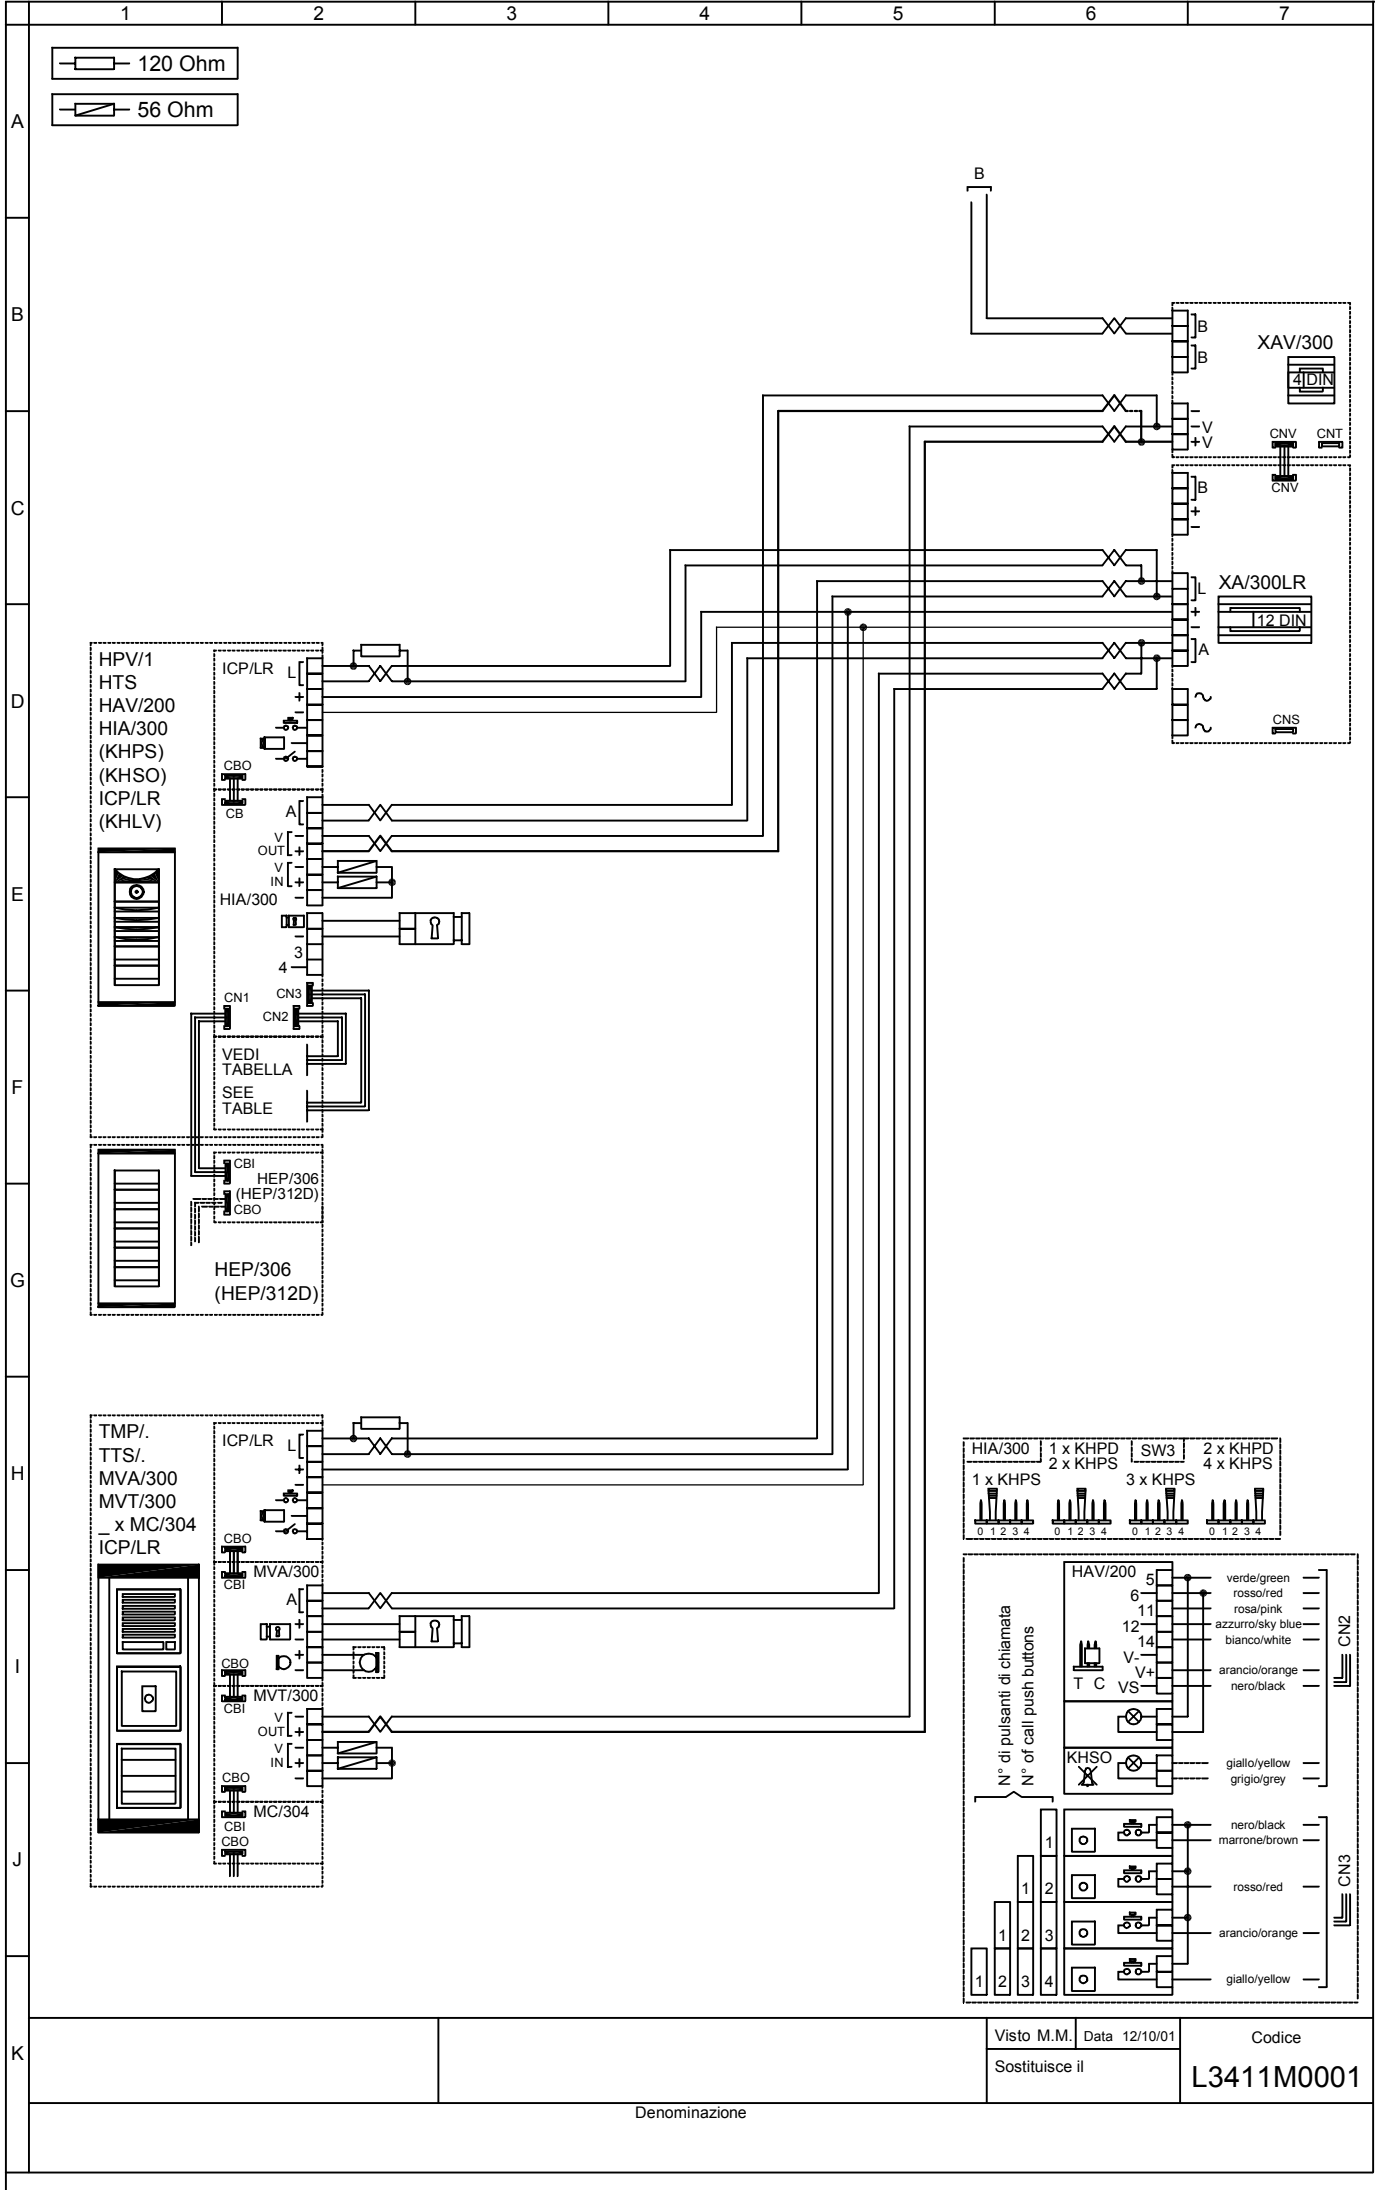 1 2 3 4 5 6 7
A
B
C
D
E
F
G
H
I
J
K
120 Ohm
56 Ohm
B
B
B
XAV/300
4 DIN
-
-V
+V
CNV
CNT
CNV
B
+
-
XA/300LR
12 DIN
L
+
-
A
~
~
CNS
HPV/1
HTS
HAV/200
HIA/300
(KHPS)
(KHSO)
ICP/LR
(KHLV)
ICP/LR
L
+
-
CBO
CB
A
V -
OUT +
V -
IN +
-
HIA/300
-
3
4
CN1
CN3
CN2
VEDI
TABELLA
SEE
TABLE
CBI
HEP/306
(HEP/312D)
CBO
HEP/306
(HEP/312D)
TMP/.
TTS/.
MVA/300
MVT/300
_ x MC/304
ICP/LR
ICP/LR
L
+
-
CBO
CBI
MVA/300
A
+
-
+
-
CBO
CBI
MVT/300
V -
OUT +
V -
IN +
-
CBO
CBI
MC/304
CBO
HIA/300
1 x KHPD
2 x KHPS
SW3
2 x KHPD
4 x KHPS
1 x KHPS
3 x KHPS
0 1 2 3 4
0 1 2 3 4
0 1 2 3 4
0 1 2 3 4
N° di pulsanti di chiamata
N° of call push buttons
HAV/200
5 verde/green
6 rosso/red
11 rosa/pink
12 azzurro/sky blue
14 bianco/white
V-
V+ arancio/orange
VS nero/black
T C
CN2
KHSO
giallo/yellow
grigio/grey
1
nero/black
marrone/brown
1 2
rosso/red
1 2 3
arancio/orange
1 2 3 4
giallo/yellow
CN3
Visto M.M.
Data 12/10/01
Codice
Sostituisce il
L3411M0001
Denominazione